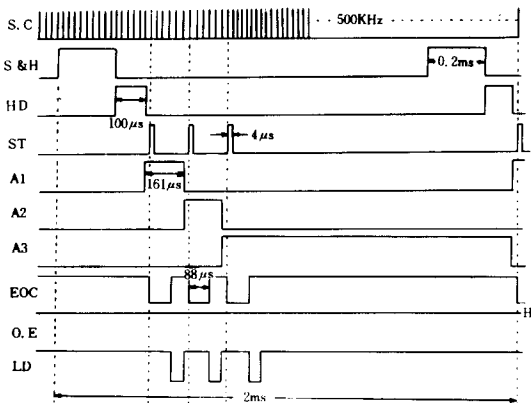 S.C
500KHz
S & H
0.2ms
HD
100μs
ST
4μs
A1
161μs
A2
A3
88μs
EOC
H
O.E
LD
2ms